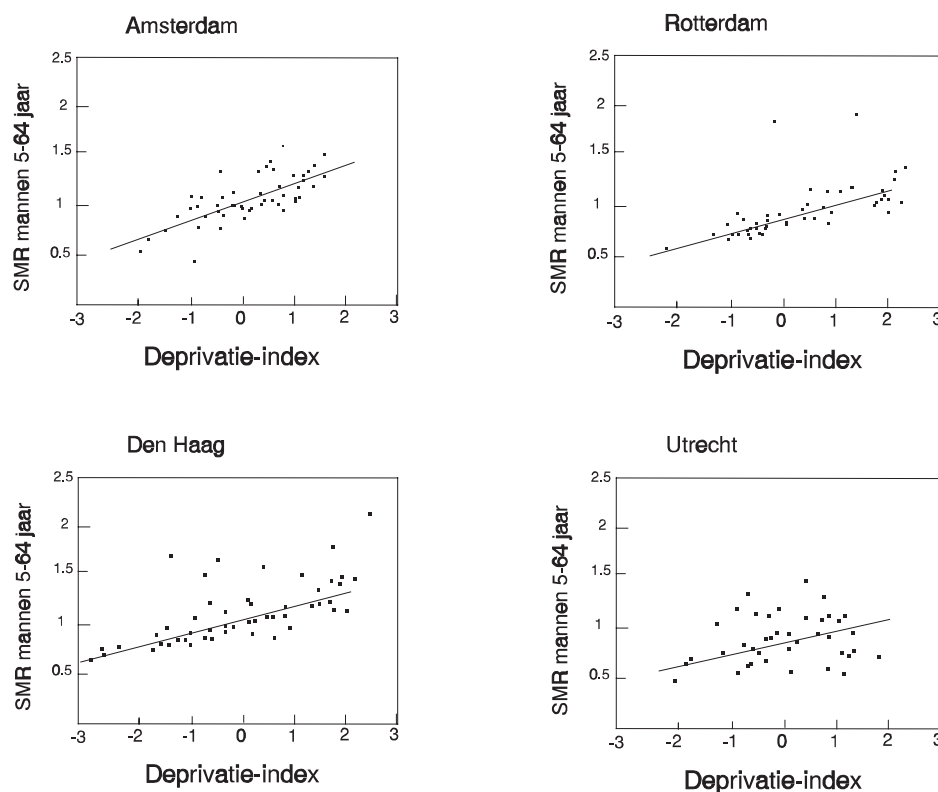 Amsterdam
SMR mannen 5-64 jaar
2.5
2
1.5
1
0.5
-3 -2 -1 0 1 2 3
Deprivatie-index
Rotterdam
SMR mannen 5-64 jaar
2.5
2
1.5
1
0.5
-3 -2 -1 0 1 2 3
Deprivatie-index
Den Haag
SMR mannen 5-64 jaar
2.5
2
1.5
1
0.5
-3 -2 -1 0 1 2 3
Deprivatie-index
Utrecht
SMR mannen 5-64 jaar
2.5
2
1.5
1
0.5
-3 -2 -1 0 1 2 3
Deprivatie-index